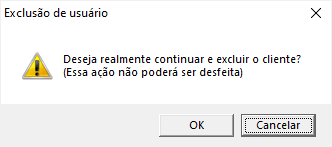 Exclusão de usuário
Deseja realmente continuar e excluir o cliente?
(Essa ação não poderá ser desfeita)
OK
Cancelar